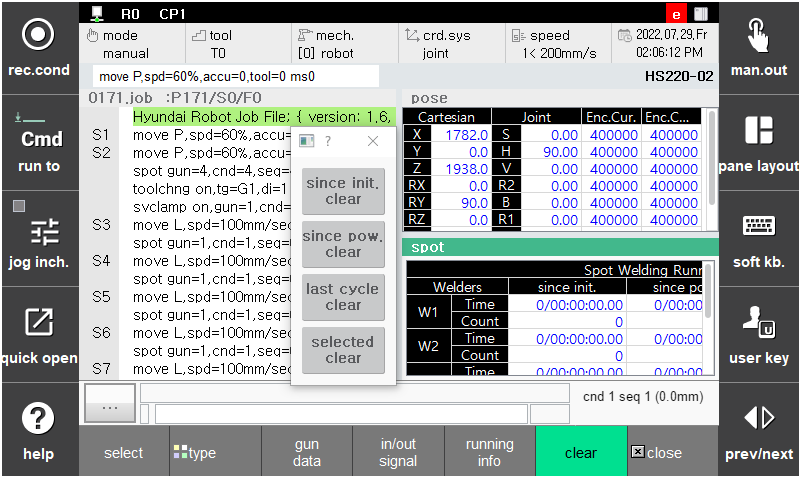 R0 CP1 e
mode
manual
tool
T0
mech.
[0] robot
crd.sys
joint
speed
1< 200mm/s
2022,07,29,Fr
02:06:12 PM
move P,spd=60%,accu=0,tool=0 ms0
HS220-02
rec.cond
Cmd
run to
jog inch.
quick open
help
0171.job :P171/S0/F0
Hyundai Robot Job File; { version: 1.6,
S1 move P,spd=60%,accu=
S2 move P,spd=60%,accu=
spot gun=4,cnd=4,seq=
toolchng on,tg=G1,di=1
svclamp on,gun=1,cnd=
S3 move L,spd=100mm/sec
spot gun=1,cnd=1,seq=
S4 move L,spd=100mm/sec
spot gun=1,cnd=1,seq=
S5 move L,spd=100mm/sec
spot gun=1,cnd=1,seq=
S6 move L,spd=100mm/sec
spot gun=1,cnd=1,seq=
S7 move L,spd=100mm/sec
?
since init.
clear
since pow.
clear
last cycle
clear
selected
clear
pose
Cartesian Joint Enc.Cur. Enc.C...
X 1782.0 S 0.00 400000 400000
Y 0.0 H 90.00 400000 400000
Z 1938.0 V 0.00 400000 400000
RX 0.0 R2 0.00 400000 400000
RY 90.0 B 0.00 400000 400000
RZ 0.0 R1 0.00 400000 400000
spot
Spot Welding Runn
Welders since init. since po
W1 Time 0/00:00:00.00 0/00:00:
Count 0
W2 Time 0/00:00:00.00 0/00:00:
Count 0
Time 0/00:00:00.00 0/00:00:
...
cnd 1 seq 1 (0.0mm)
select
type
gun
data
in/out
signal
running
info
clear
close
man.out
pane layout
soft kb.
U
user key
prev/next